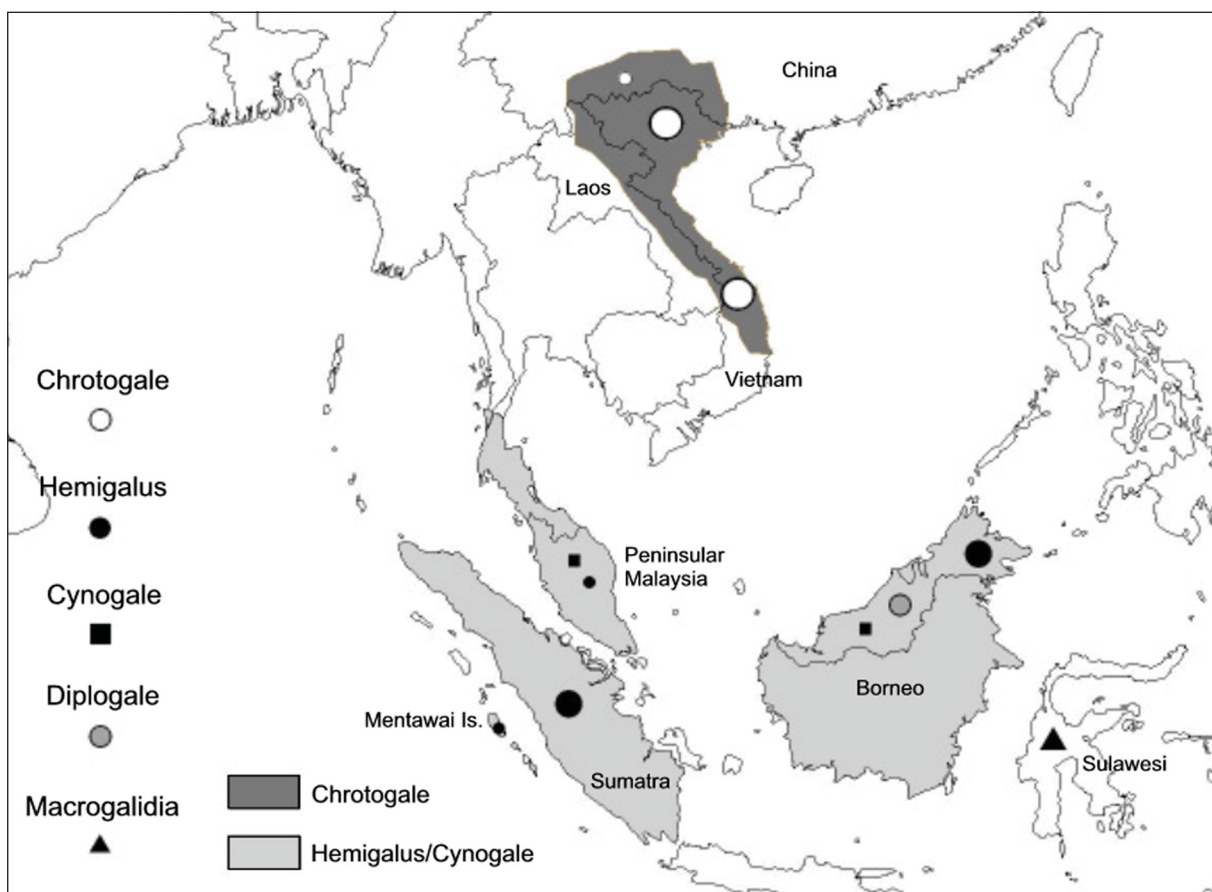 China
Laos
Vietnam
Chrotogale
Hemigalus
Peninsular
Malaysia
Cynogale
Borneo
Diplogale
Mentawai Is.
Sulawesi
Sumatra
Macrogalidia
Chrotogale
Hemigalus/Cynogale